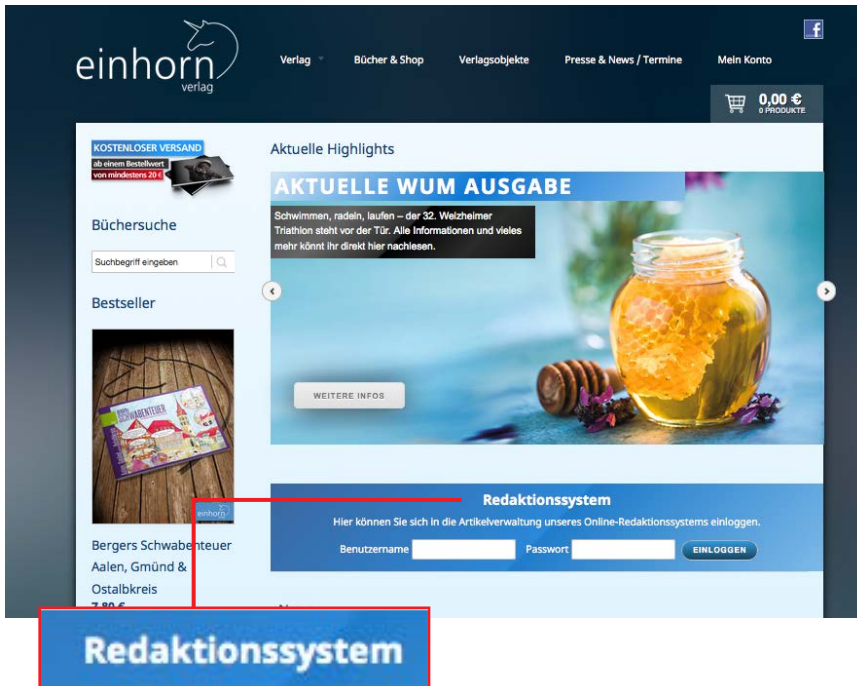 einhorn
verlag
Verlag
Bücher & Shop
Verlagsobjekte
Presse & News / Termine
Mein Konto
f
0,00 €
0 PRODUKTE
KOSTENLOSER VERSAND
ab einem Bestellwert
von mindestens 20 €
Büchersuche
Suchbegriff eingeben
Bestseller
SCHWABENTEUER
einhorn
Bergers Schwabenteuer
Aalen, Gmünd &
Ostalbkreis
7,80 €
Aktuelle Highlights
AKTUELLE WUM AUSGABE
Schwimmen, radeln, laufen – der 32. Welzheimer
Triathlon steht vor der Tür. Alle Informationen und vieles
mehr könnt ihr direkt hier nachlesen.
WEITERE INFOS
Redaktionssystem
Hier können Sie sich in die Artikelverwaltung unseres Online-Redaktionssystems einloggen.
Benutzername
Passwort
EINLOGGEN
Redaktionssystem